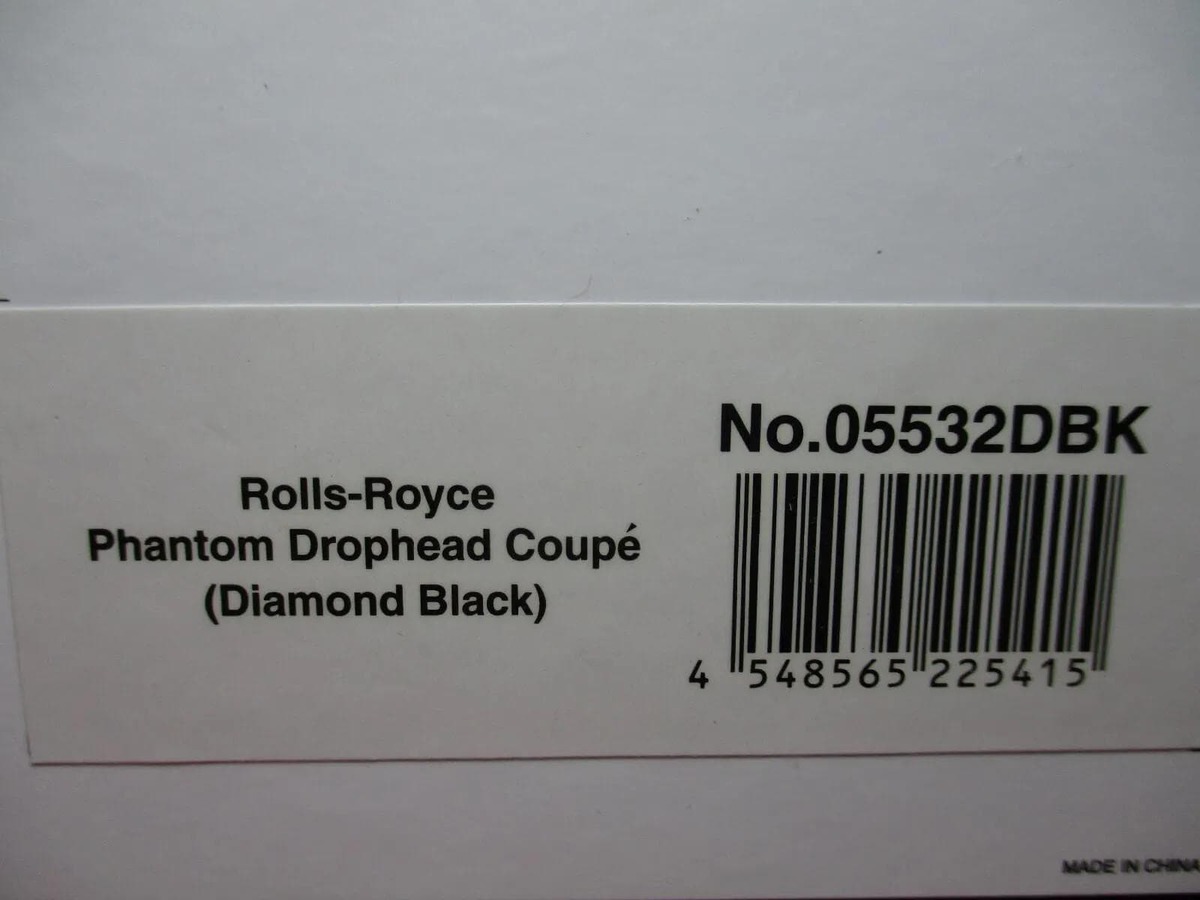 No.05532DBK
Rolls-Royce
Phantom Drophead Coupé
(Diamond Black)
4 548565 225415
MADE IN CHINA